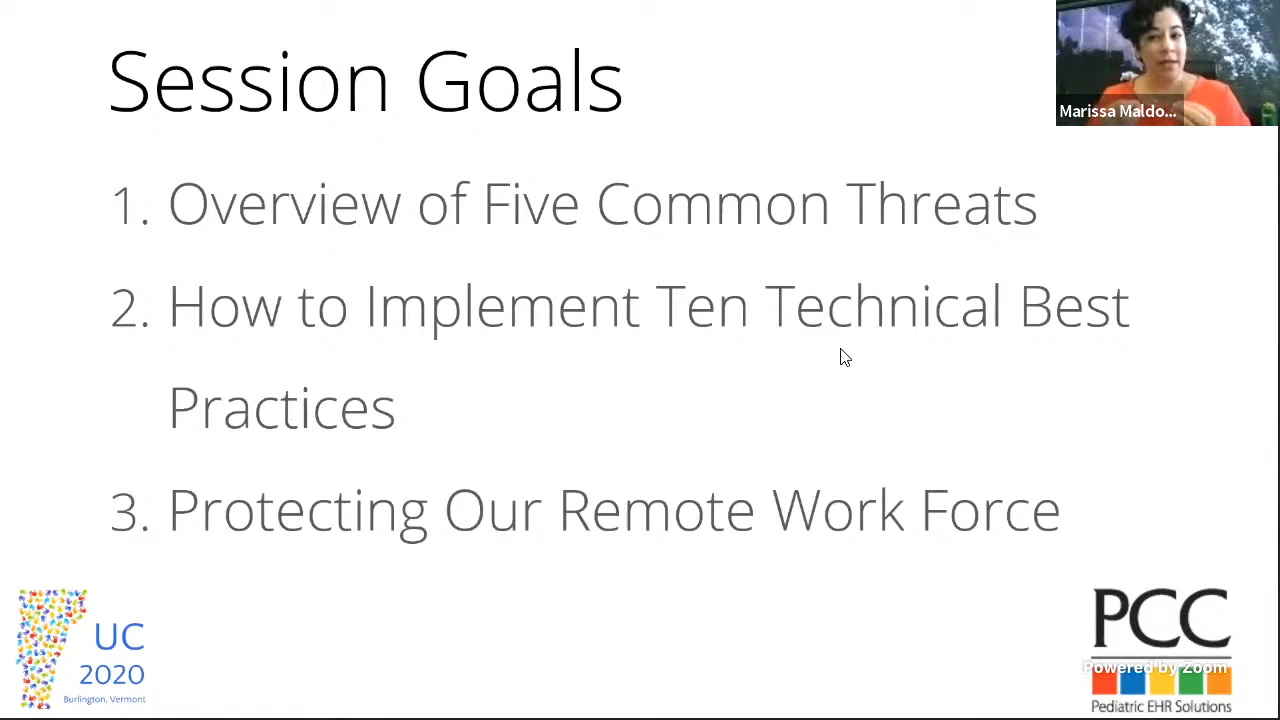 Session Goals
Marissa Maldo...
1. Overview of Five Common Threats
2. How to Implement Ten Technical Best
Practices
3. Protecting Our Remote Work Force
UC
2020
Burlington, Vermont
PCC
Powered by Zoom
Pediatric EHR Solutions